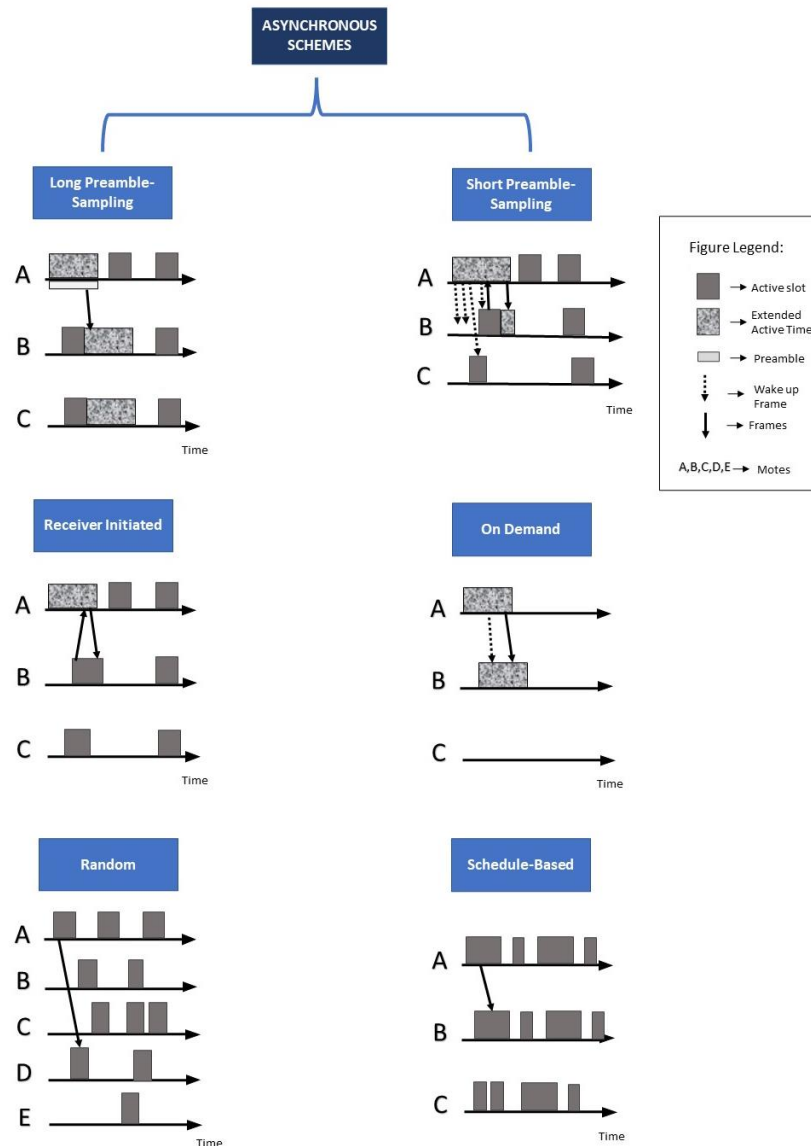 ASYNCHRONOUS
SCHEMES
Long Preamble-
Sampling
A
B
C
Time
Short Preamble-
Sampling
A
B
C
Time
Figure Legend:
Active slot
Extended
Active Time
Preamble
Wake up
Frame
Frames
A,B,C,D,E
Motes
Receiver Initiated
A
B
C
Time
On Demand
A
B
C
Time
Random
A
B
C
D
E
Time
Schedule-Based
A
B
C
Time